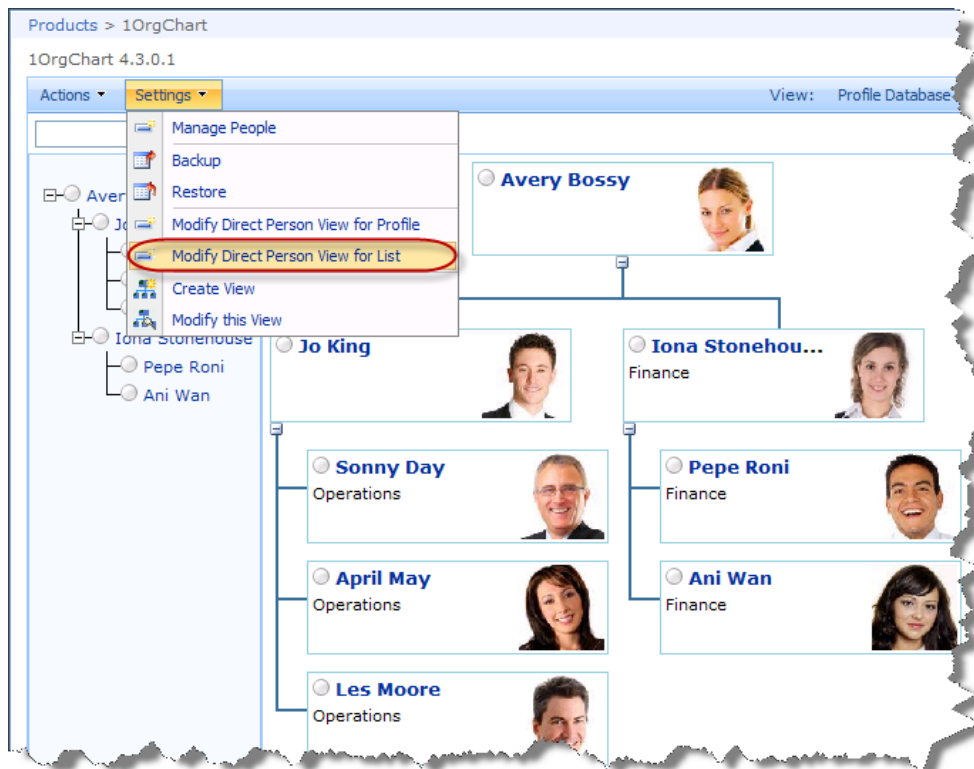 Products > 1OrgChart
1OrgChart 4.3.0.1
Actions Settings View: Profile Database
Manage People
Backup
Restore
Modify Direct Person View for Profile
Modify Direct Person View for List
Create View
Modify this View
Aver
Jo
Iona Stonehouse
Pepe Roni
Ani Wan
Avery Bossy
Jo King
Iona Stonehou...
Finance
Sonny Day
Operations
Pepe Roni
Finance
April May
Operations
Ani Wan
Finance
Les Moore
Operations